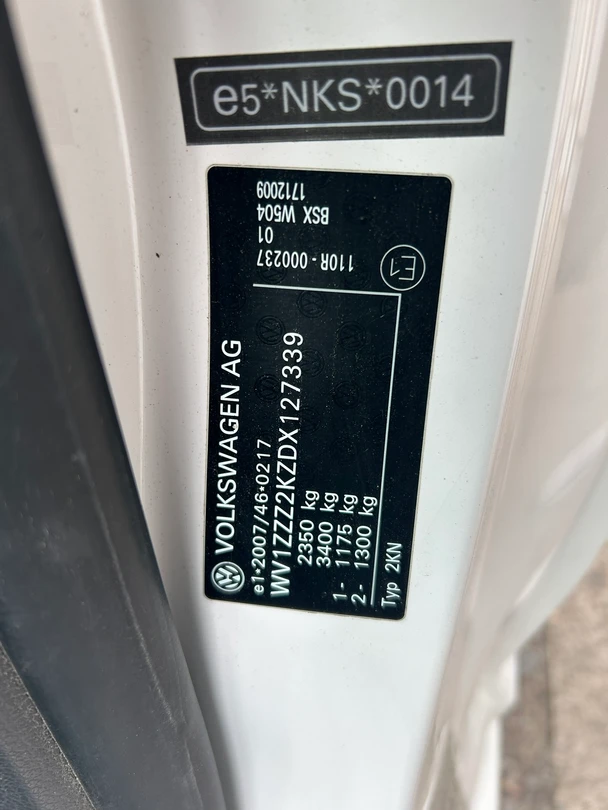 e5*NKS*0014
VOLKSWAGEN AG
e1*2007/46*0217
WV1ZZZ2KZDX127339
2350 kg
3400 kg
1- 1175 kg
2- 1300 kg
Typ 2KN
E1
110R-000237
01
BSX W504
1712009